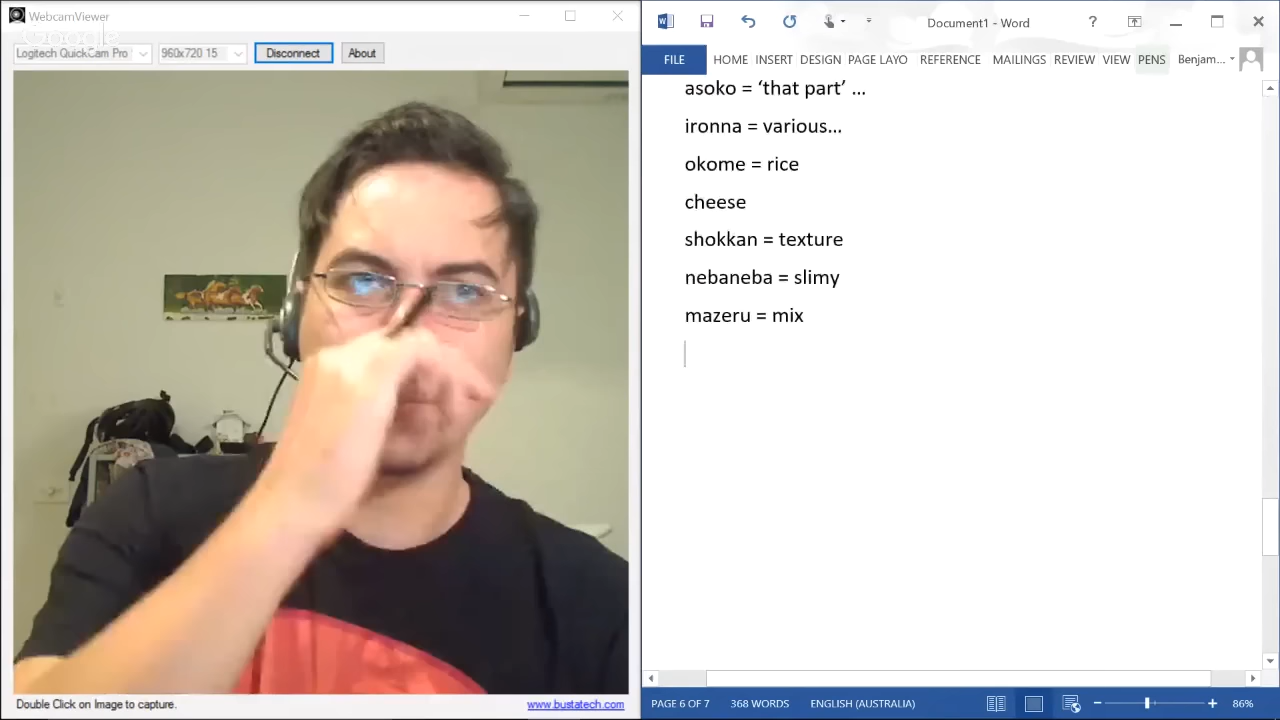 WebcamViewer
Google
Logitech QuickCam Pro
960x720 15
Disconnect
About
Double Click on Image to capture.
www.bustatech.com
Document1 - Word
FILE HOME INSERT DESIGN PAGE LAYO REFERENCE MAILINGS REVIEW VIEW PENS Benjam...
asoko = ‘that part’ ...
ironna = various...
okome = rice
cheese
shokkan = texture
nebaneba = slimy
mazeru = mix
PAGE 6 OF 7 368 WORDS ENGLISH (AUSTRALIA) 86%